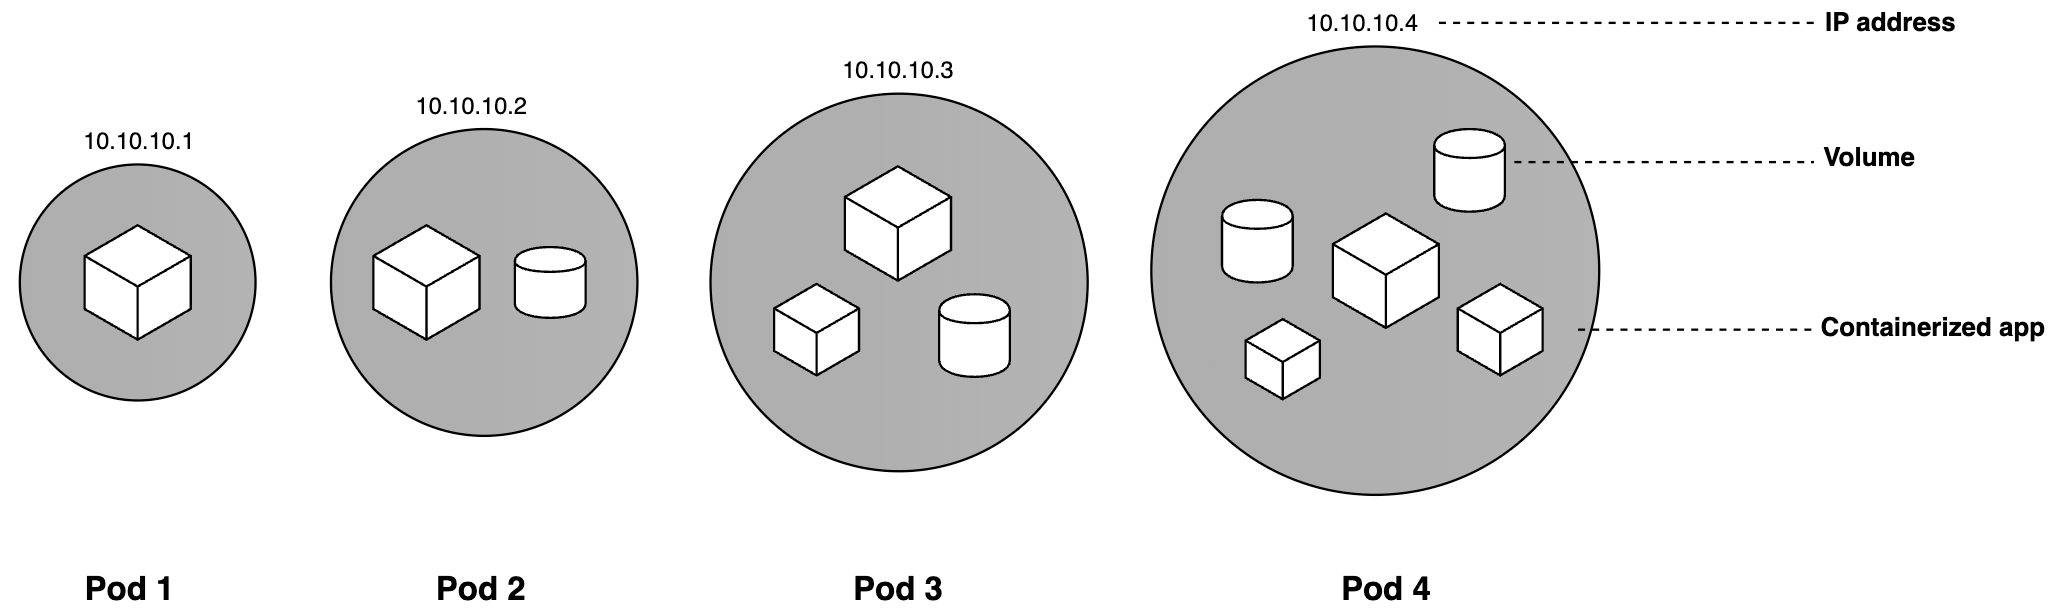 10.10.10.4
IP address
10.10.10.3
10.10.10.2
10.10.10.1
Volume
Containerized app
Pod 1
Pod 2
Pod 3
Pod 4